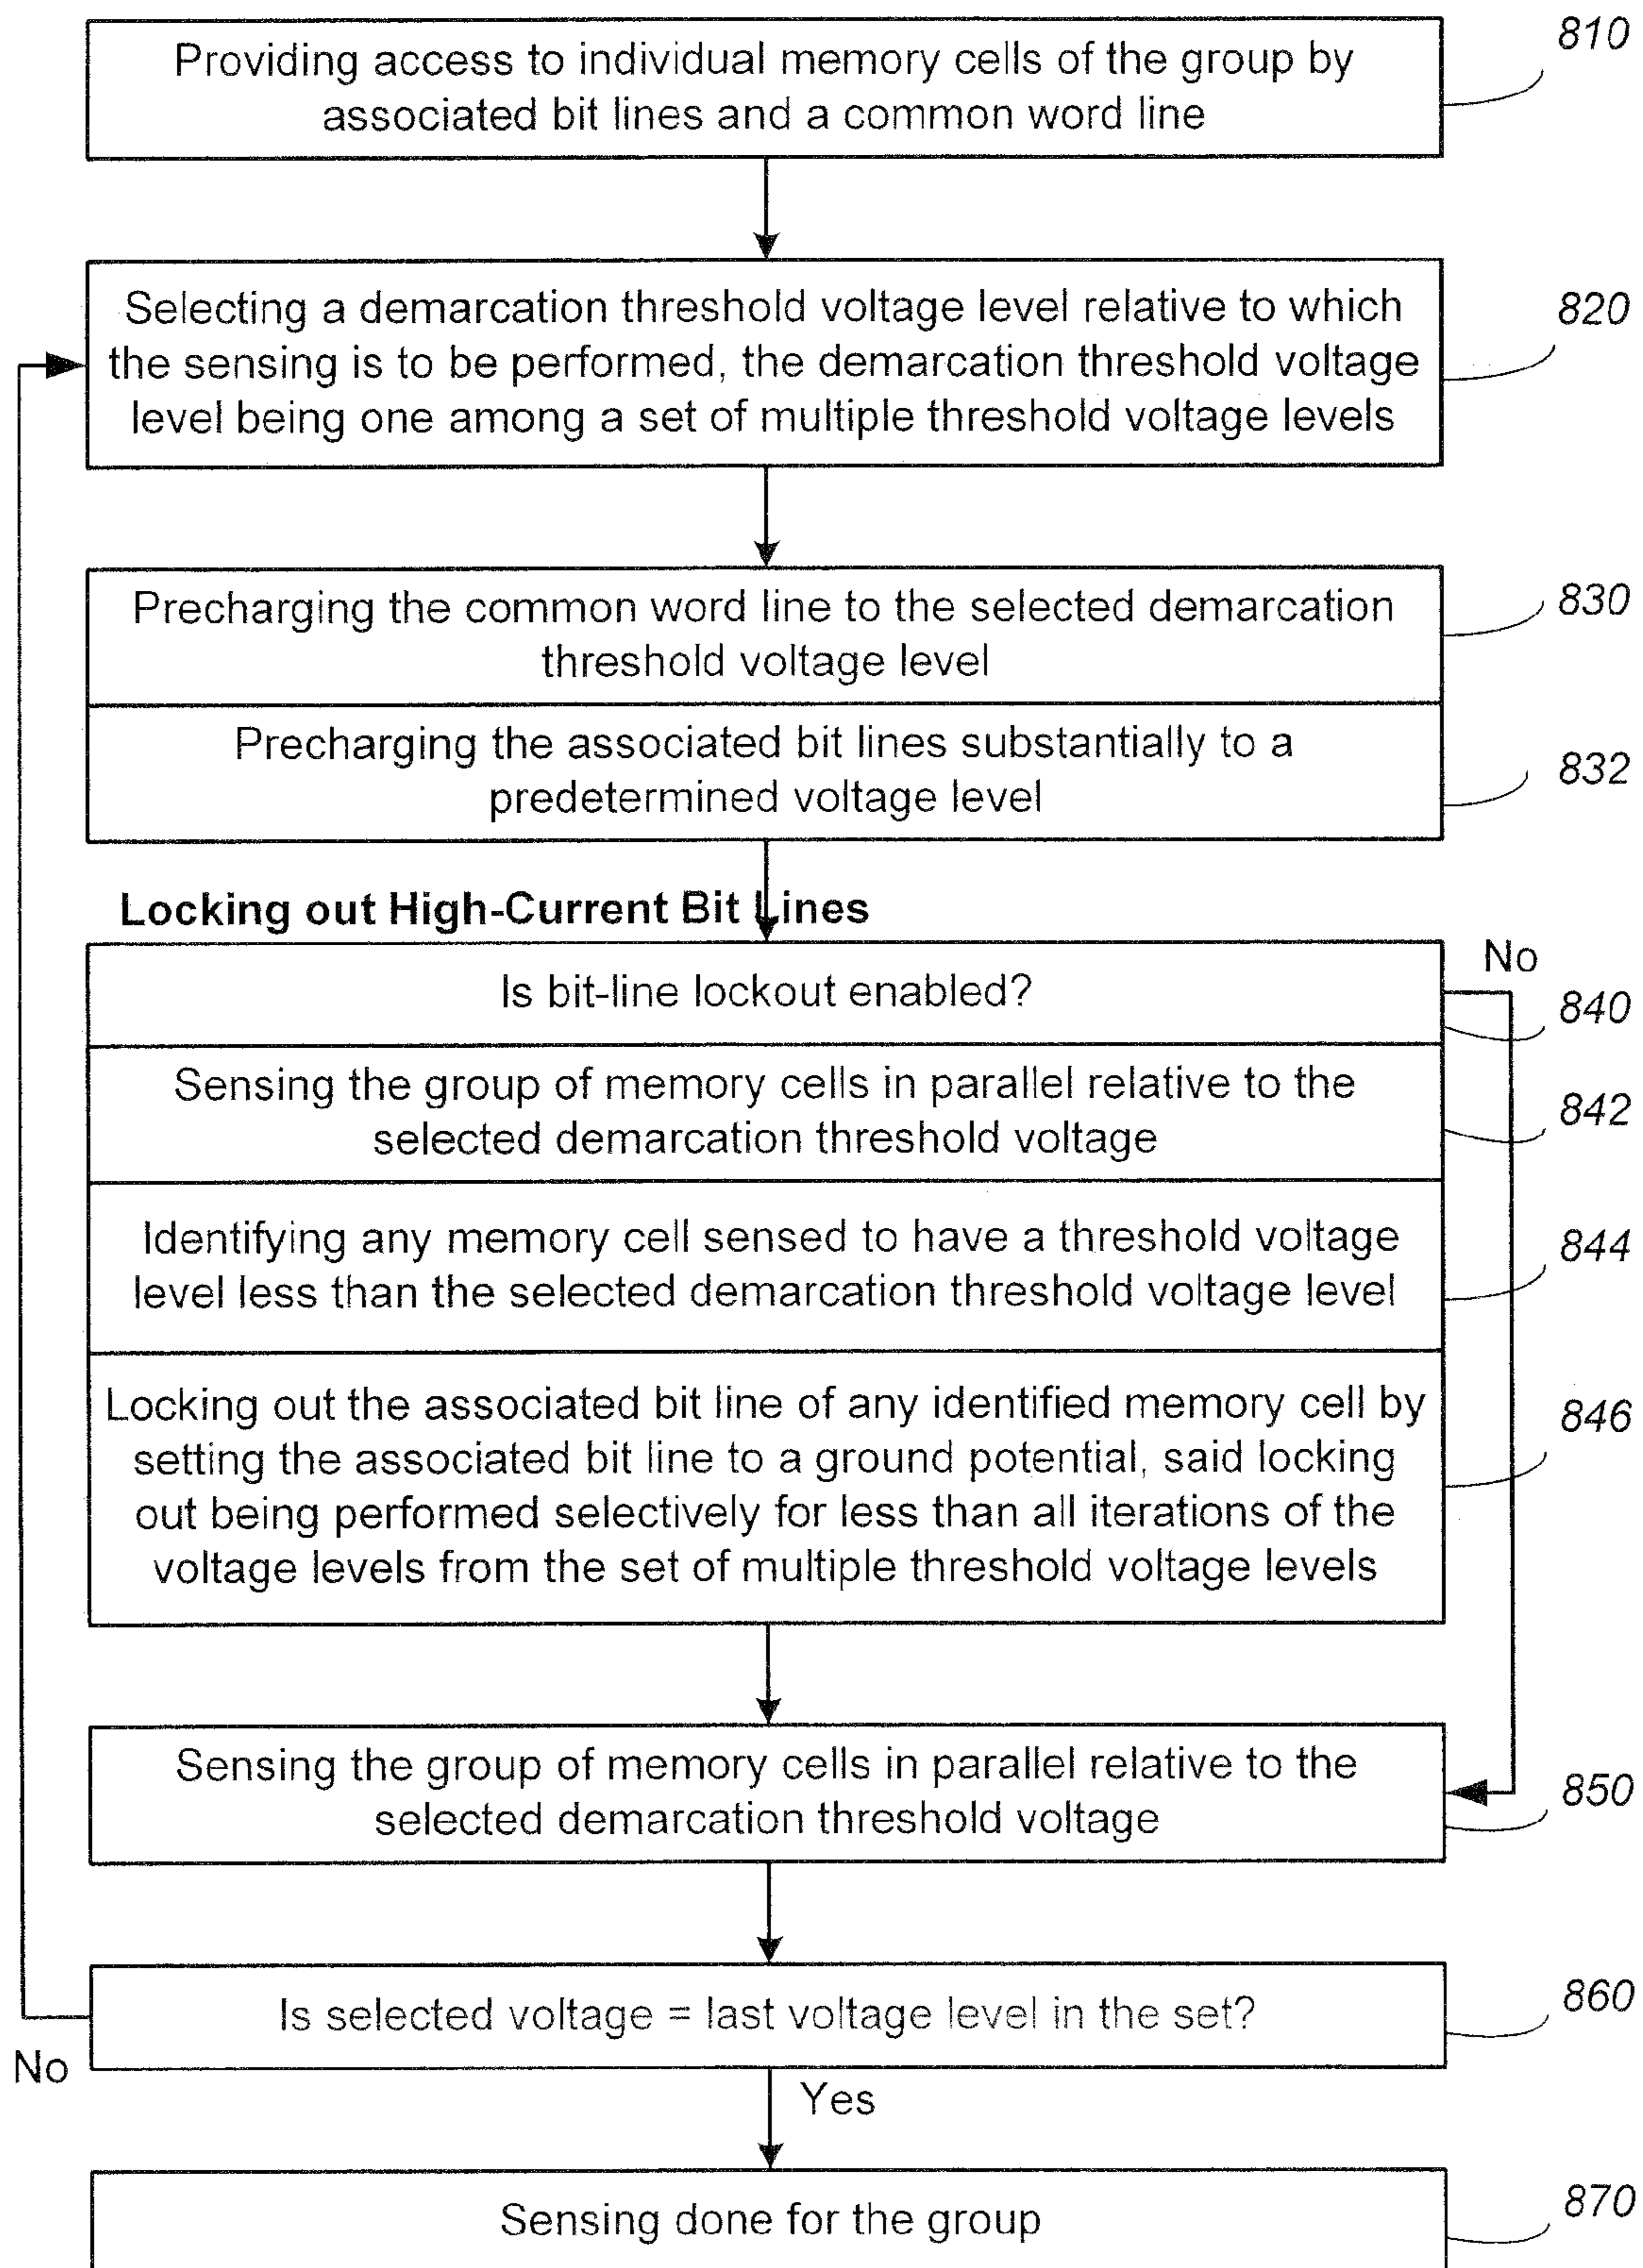 810
Providing access to individual memory cells of the group by
associated bit lines and a common word line
820
Selecting a demarcation threshold voltage level relative to which
the sensing is to be performed, the demarcation threshold voltage
level being one among a set of multiple threshold voltage levels
830
Precharging the common word line to the selected demarcation
threshold voltage level
832
Precharging the associated bit lines substantially to a
predetermined voltage level
Locking out High-Current Bit Lines
No
Is bit-line lockout enabled?
840
Sensing the group of memory cells in parallel relative to the
selected demarcation threshold voltage
842
Identifying any memory cell sensed to have a threshold voltage
level less than the selected demarcation threshold voltage level
844
Locking out the associated bit line of any identified memory cell by
setting the associated bit line to a ground potential, said locking
out being performed selectively for less than all iterations of the
voltage levels from the set of multiple threshold voltage levels
846
Sensing the group of memory cells in parallel relative to the
selected demarcation threshold voltage
850
Is selected voltage = last voltage level in the set?
860
No
Yes
Sensing done for the group
870